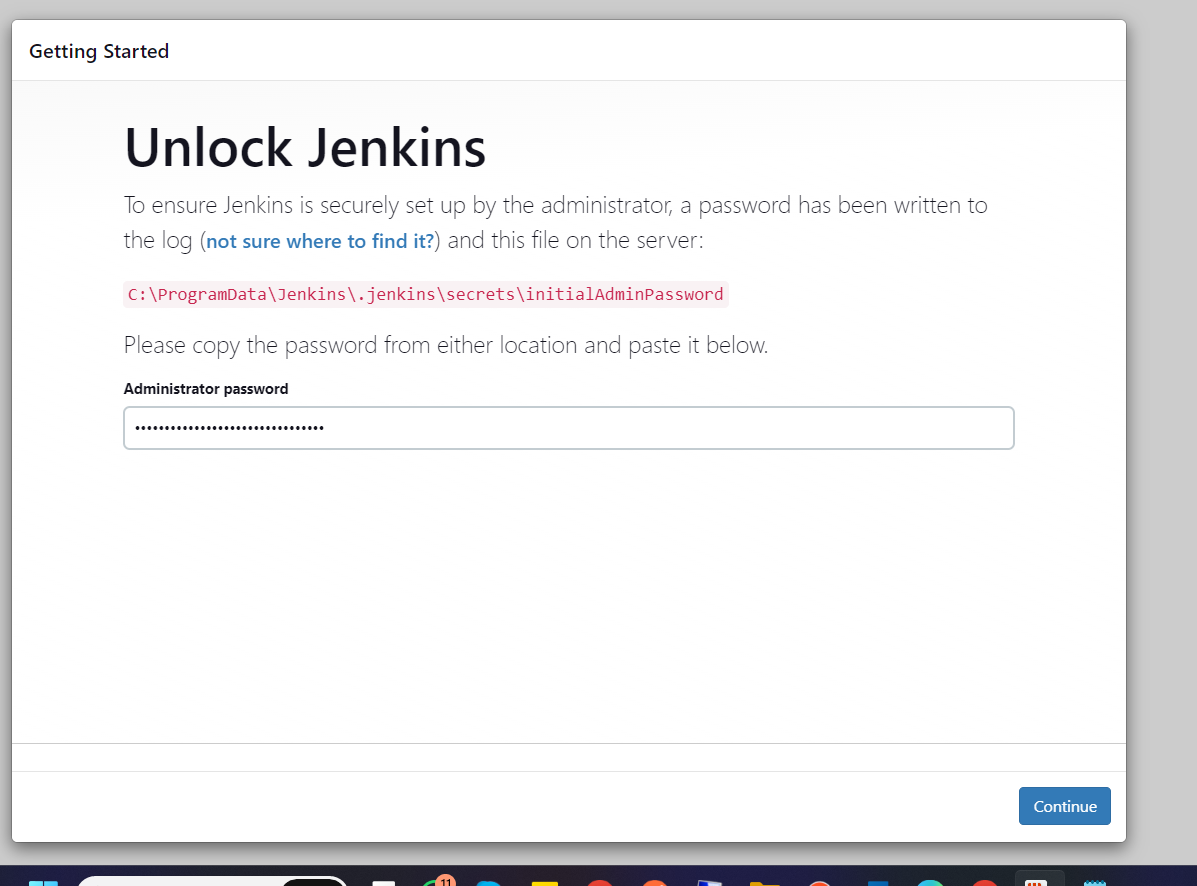 Getting Started
Unlock Jenkins
To ensure Jenkins is securely set up by the administrator, a password has been written to
the log (not sure where to find it?) and this file on the server:
C:\ProgramData\Jenkins\.jenkins\secrets\initialAdminPassword
Please copy the password from either location and paste it below.
Administrator password
••••••••••••••••••••••••••••••••
Continue
11